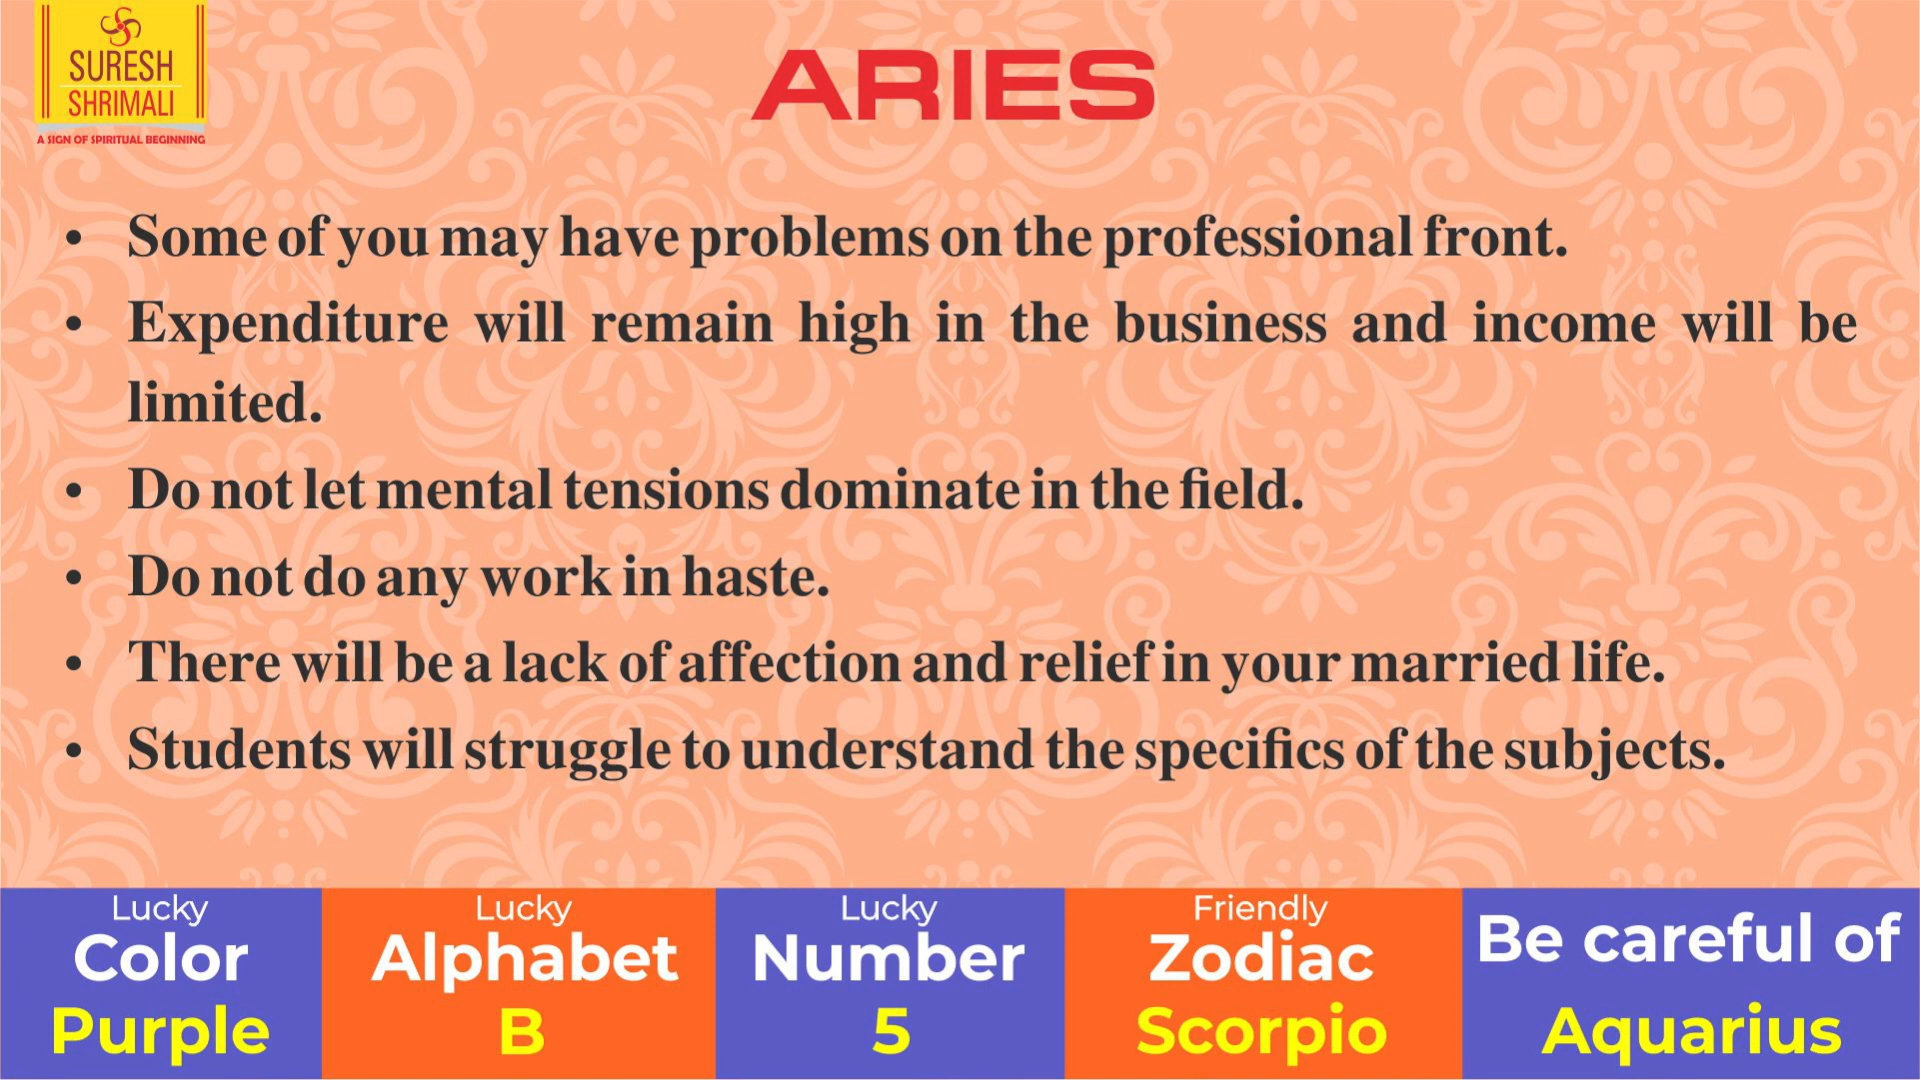 SURESH
SHRIMALI
A SIGN OF SPIRITUAL BEGINNING
ARIES
• Some of you may have problems on the professional front.
• Expenditure will remain high in the business and income will be
limited.
• Do not let mental tensions dominate in the field.
• Do not do any work in haste.
• There will be a lack of affection and relief in your married life.
• Students will struggle to understand the specifics of the subjects.
Lucky
Color
Purple
Lucky
Alphabet
B
Lucky
Number
5
Friendly
Zodiac
Scorpio
Be careful of
Aquarius